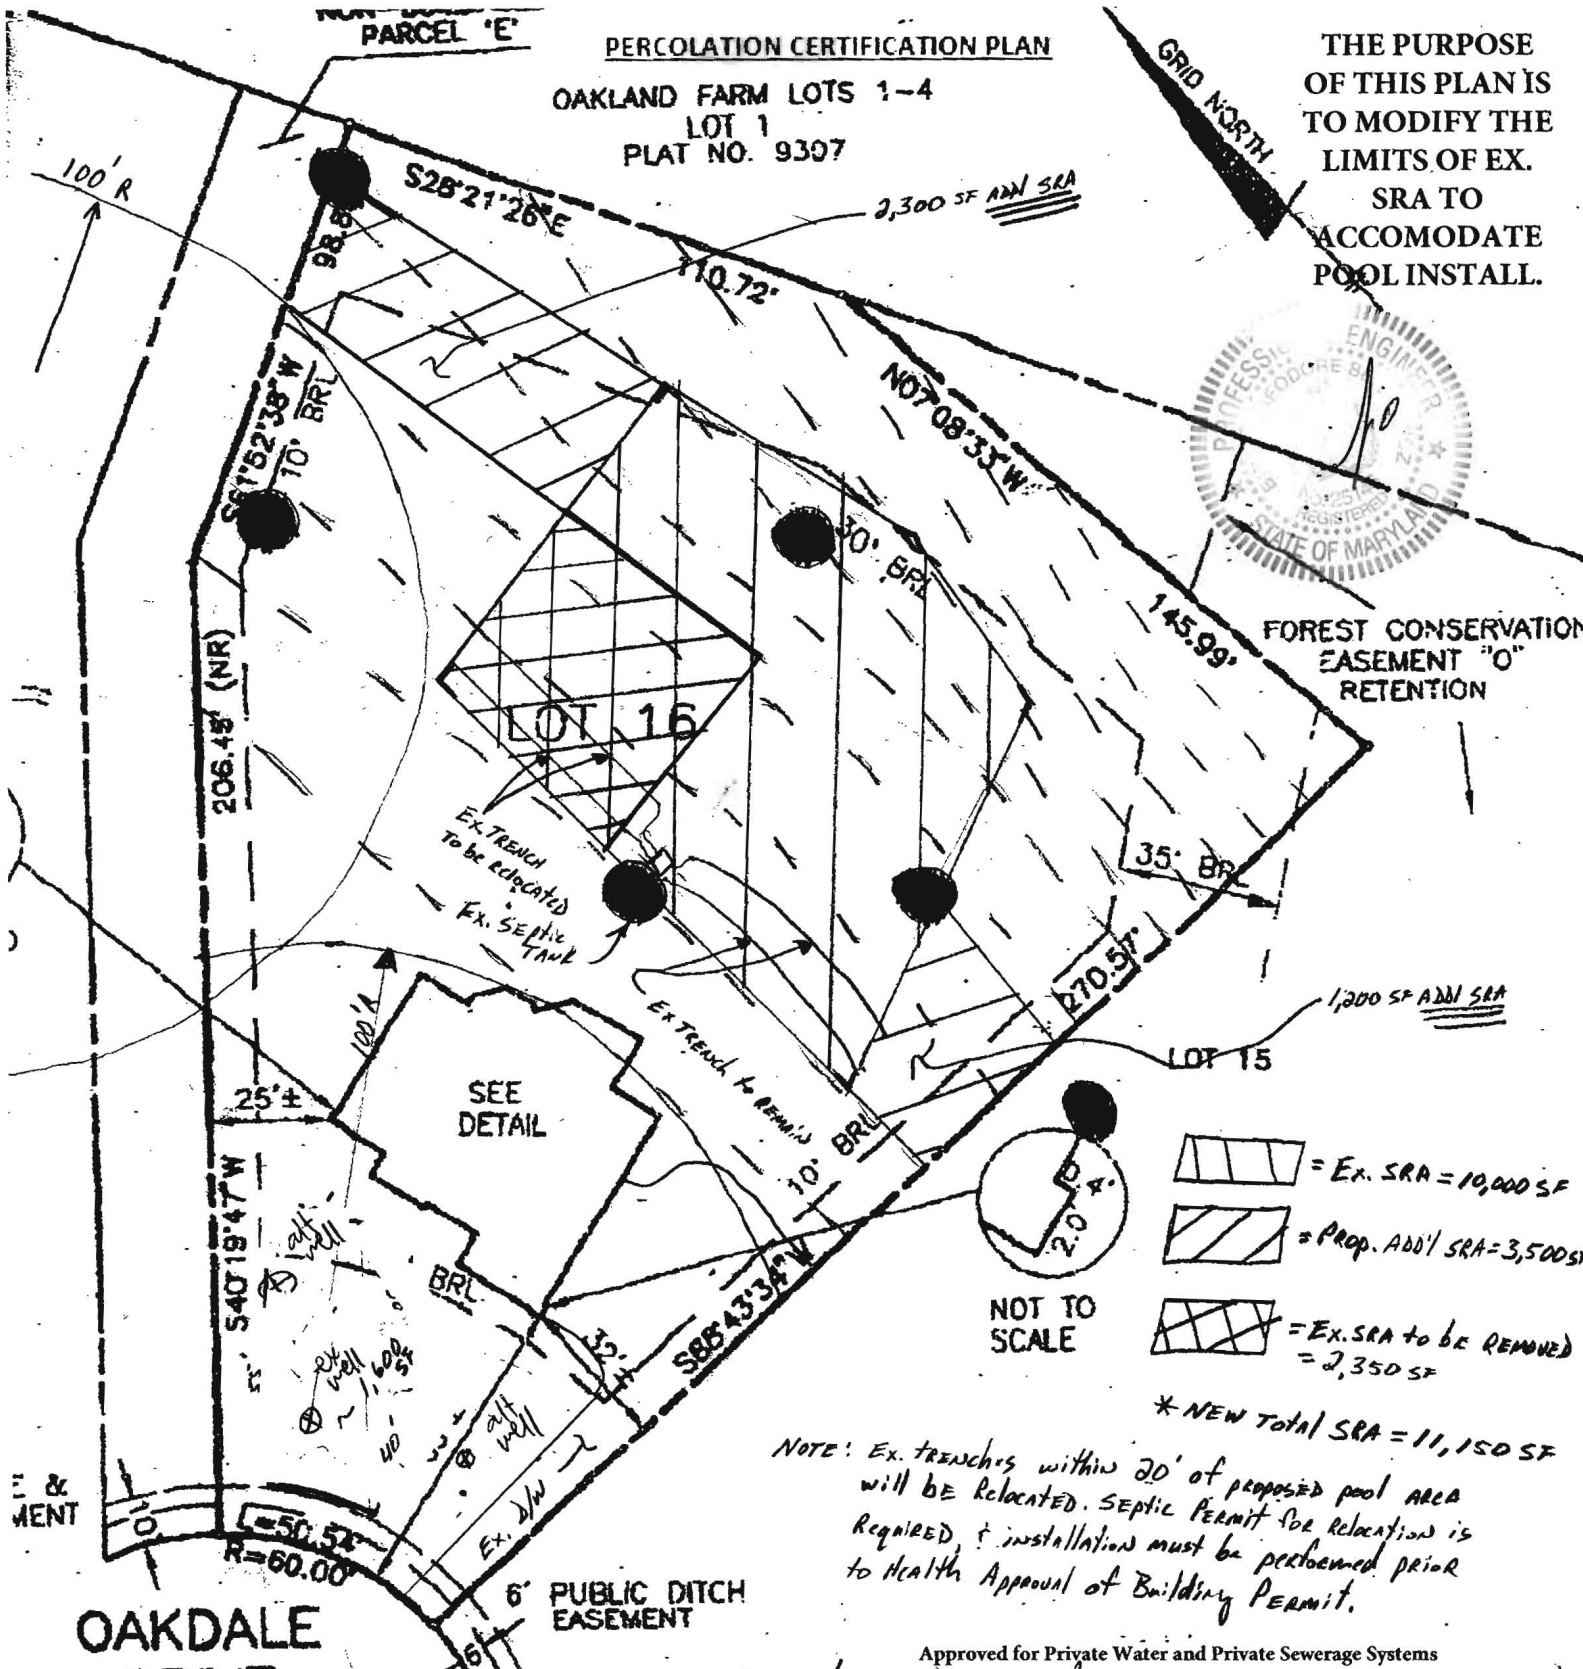 PARCEL 'E'
PERCOLATION CERTIFICATION PLAN
OAKLAND FARM LOTS 1-4
LOT 1
PLAT NO. 9307
GRID NORTH
THE PURPOSE
OF THIS PLAN IS
TO MODIFY THE
LIMITS OF EX.
SRA TO
ACCOMODATE
POOL INSTALL.
100' R
S28°21'26"E
2,300 SF ADD'L SRA
98.8
110.72'
PROFESSIONAL ENGINEER
STATE OF MARYLAND
REGISTERED
S61°52'38"W
10' BRL
N07°08'33"W
30' BRL
145.99'
FOREST CONSERVATION
EASEMENT "O"
RETENTION
206.45' (NR)
LOT 16
EX. TRENCH
To be RELOCATED
EX. SEPTIC
TANK
35' BRL
270.57'
1,200 SF ADD'L SRA
100' R
EX TRENCH to REMAIN
LOT 15
SEE
DETAIL
25'±
10' BRL
0.4'
2.0'
NOT TO
SCALE
= Ex. SRA = 10,000 SF
= PROP. ADD'L SRA = 3,500 SF
= Ex. SRA to be REMOVED
= 2,350 SF
* NEW Total SRA = 11,150 SF
S40°19'47"W
alt
well
BRL
32'±
S88°43'34"W
ex
well
~1,600
SF
55'
40'
alt
well
Ex. D/W
NOTE: Ex. trenches within 20' of proposed pool AREA
will be Relocated. SEPTIC PERMIT for Relocation is
Required, & installation must be performed prior
to Health Approval of Building PERMIT.
E &
MENT
10'
L=50.54'
R=60.00'
OAKDALE
6' PUBLIC DITCH
EASEMENT
6'
Approved for Private Water and Private Sewerage Systems